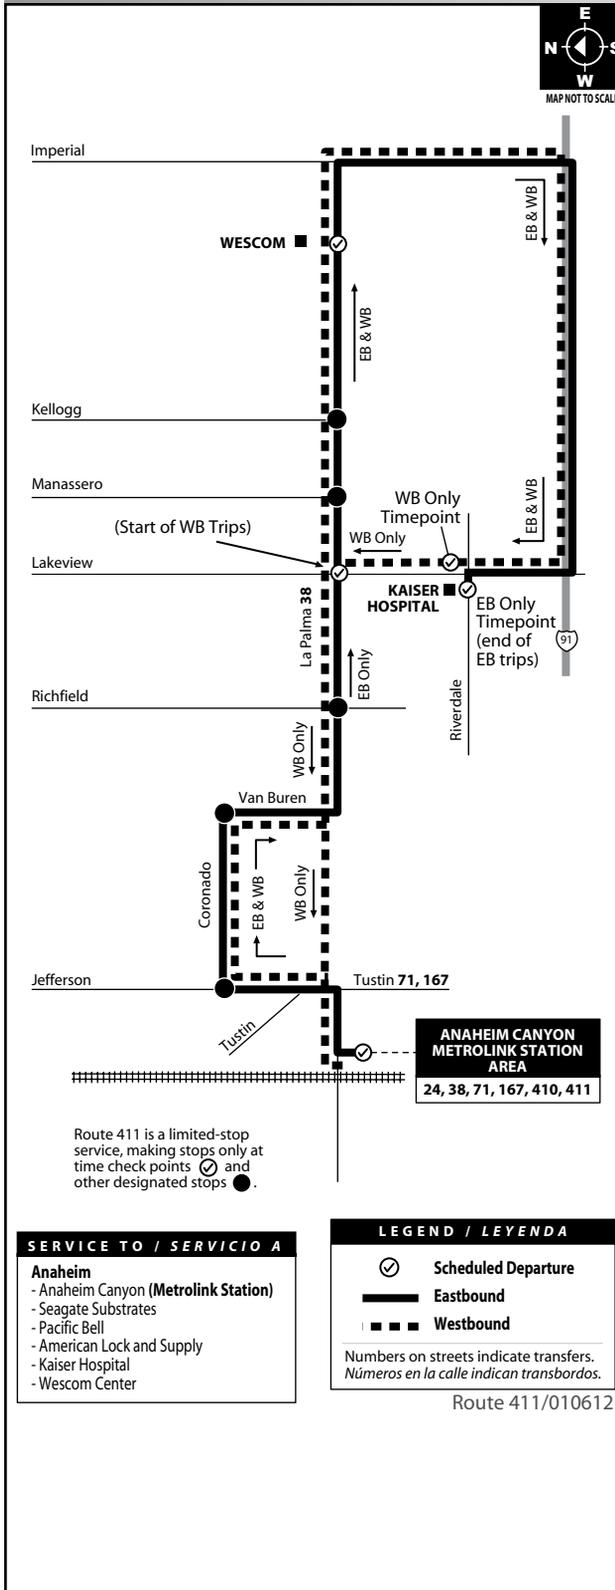 E
N S
W
MAP NOT TO SCAL
Imperial
EB & WB
WESCOM
EB & WB
Kellogg
Manassero
WB Only
Timepoint
EB & WB
(Start of WB Trips)
WB Only
Lakeview
KAISER
HOSPITAL
EB Only
Timepoint
(end of
EB trips)
91
La Palma 38
EB Only
Riverdale
Richfield
WB Only
Van Buren
Coronado
EB & WB
WB Only
Jefferson
Tustin 71, 167
Tustin
ANAHEIM CANYON
METROLINK STATION
AREA
24, 38, 71, 167, 410, 411
Route 411 is a limited-stop
service, making stops only at
time check points and
other designated stops .
SERVICE TO / SERVICIO A
Anaheim
- Anaheim Canyon (Metrolink Station)
- Seagate Substrates
- Pacific Bell
- American Lock and Supply
- Kaiser Hospital
- Wescom Center
LEGEND / LEYENDA
Scheduled Departure
Eastbound
Westbound
Numbers on streets indicate transfers.
Números en la calle indican transbordos.
Route 411/010612